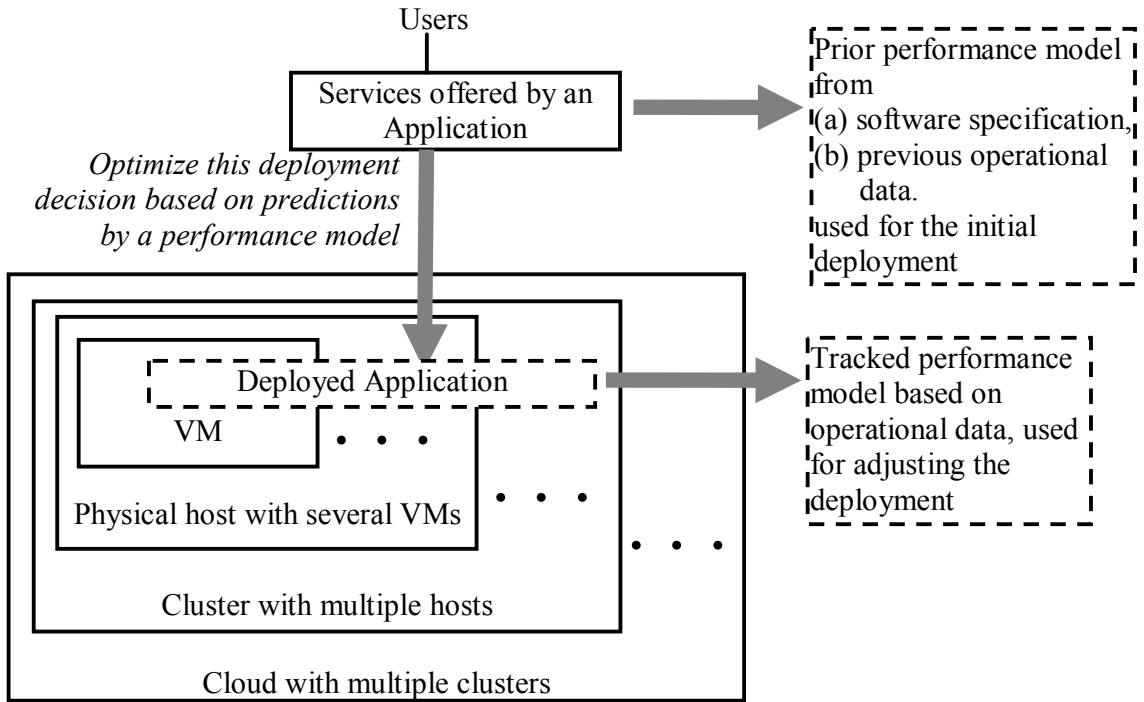 Users
Services offered by an
Application
Optimize this deployment
decision based on predictions
by a performance model
Prior performance model
from
(a) software specification,
(b) previous operational
data.
used for the initial
deployment
Deployed Application
VM
Physical host with several VMs
Cluster with multiple hosts
Cloud with multiple clusters
Tracked performance
model based on
operational data, used
for adjusting the
deployment